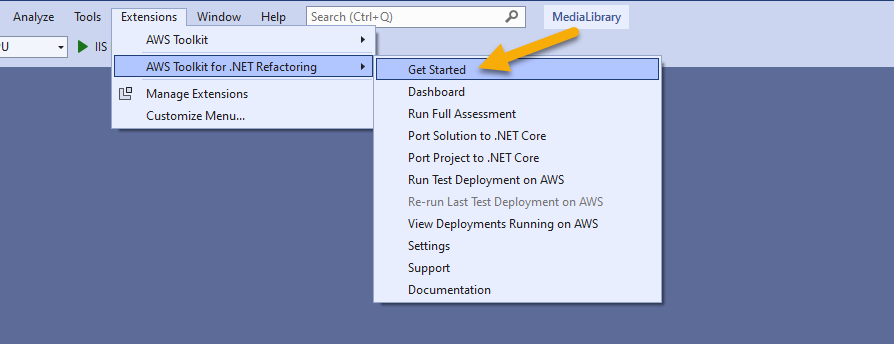 Analyze Tools Extensions Window Help Search (Ctrl+Q) MediaLibrary
IIS
AWS Toolkit
AWS Toolkit for .NET Refactoring
Manage Extensions
Customize Menu...
Get Started
Dashboard
Run Full Assessment
Port Solution to .NET Core
Port Project to .NET Core
Run Test Deployment on AWS
Re-run Last Test Deployment on AWS
View Deployments Running on AWS
Settings
Support
Documentation